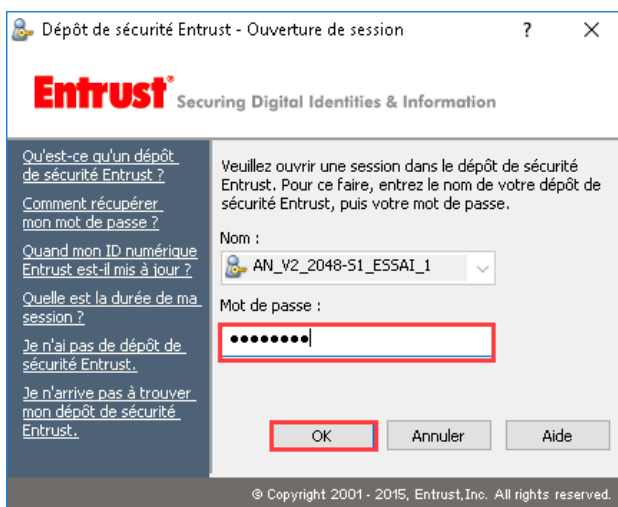 Dépôt de sécurité Entrust - Ouverture de session ?
Entrust® Securing Digital Identities & Information
Qu'est-ce qu'un dépôt
de sécurité Entrust ?
Comment récupérer
mon mot de passe ?
Quand mon ID numérique
Entrust est-il mis à jour ?
Quelle est la durée de ma
session ?
Je n'ai pas de dépôt de
sécurité Entrust.
Je n'arrive pas à trouver
mon dépôt de sécurité
Entrust.
Veuillez ouvrir une session dans le dépôt de sécurité
Entrust. Pour ce faire, entrez le nom de votre dépôt de
sécurité Entrust, puis votre mot de passe.
Nom :
AN_V2_2048-S1_ESSAI_1
Mot de passe :
●●●●●●●●
OK Annuler Aide
© Copyright 2001 - 2015, Entrust,Inc. All rights reserved.